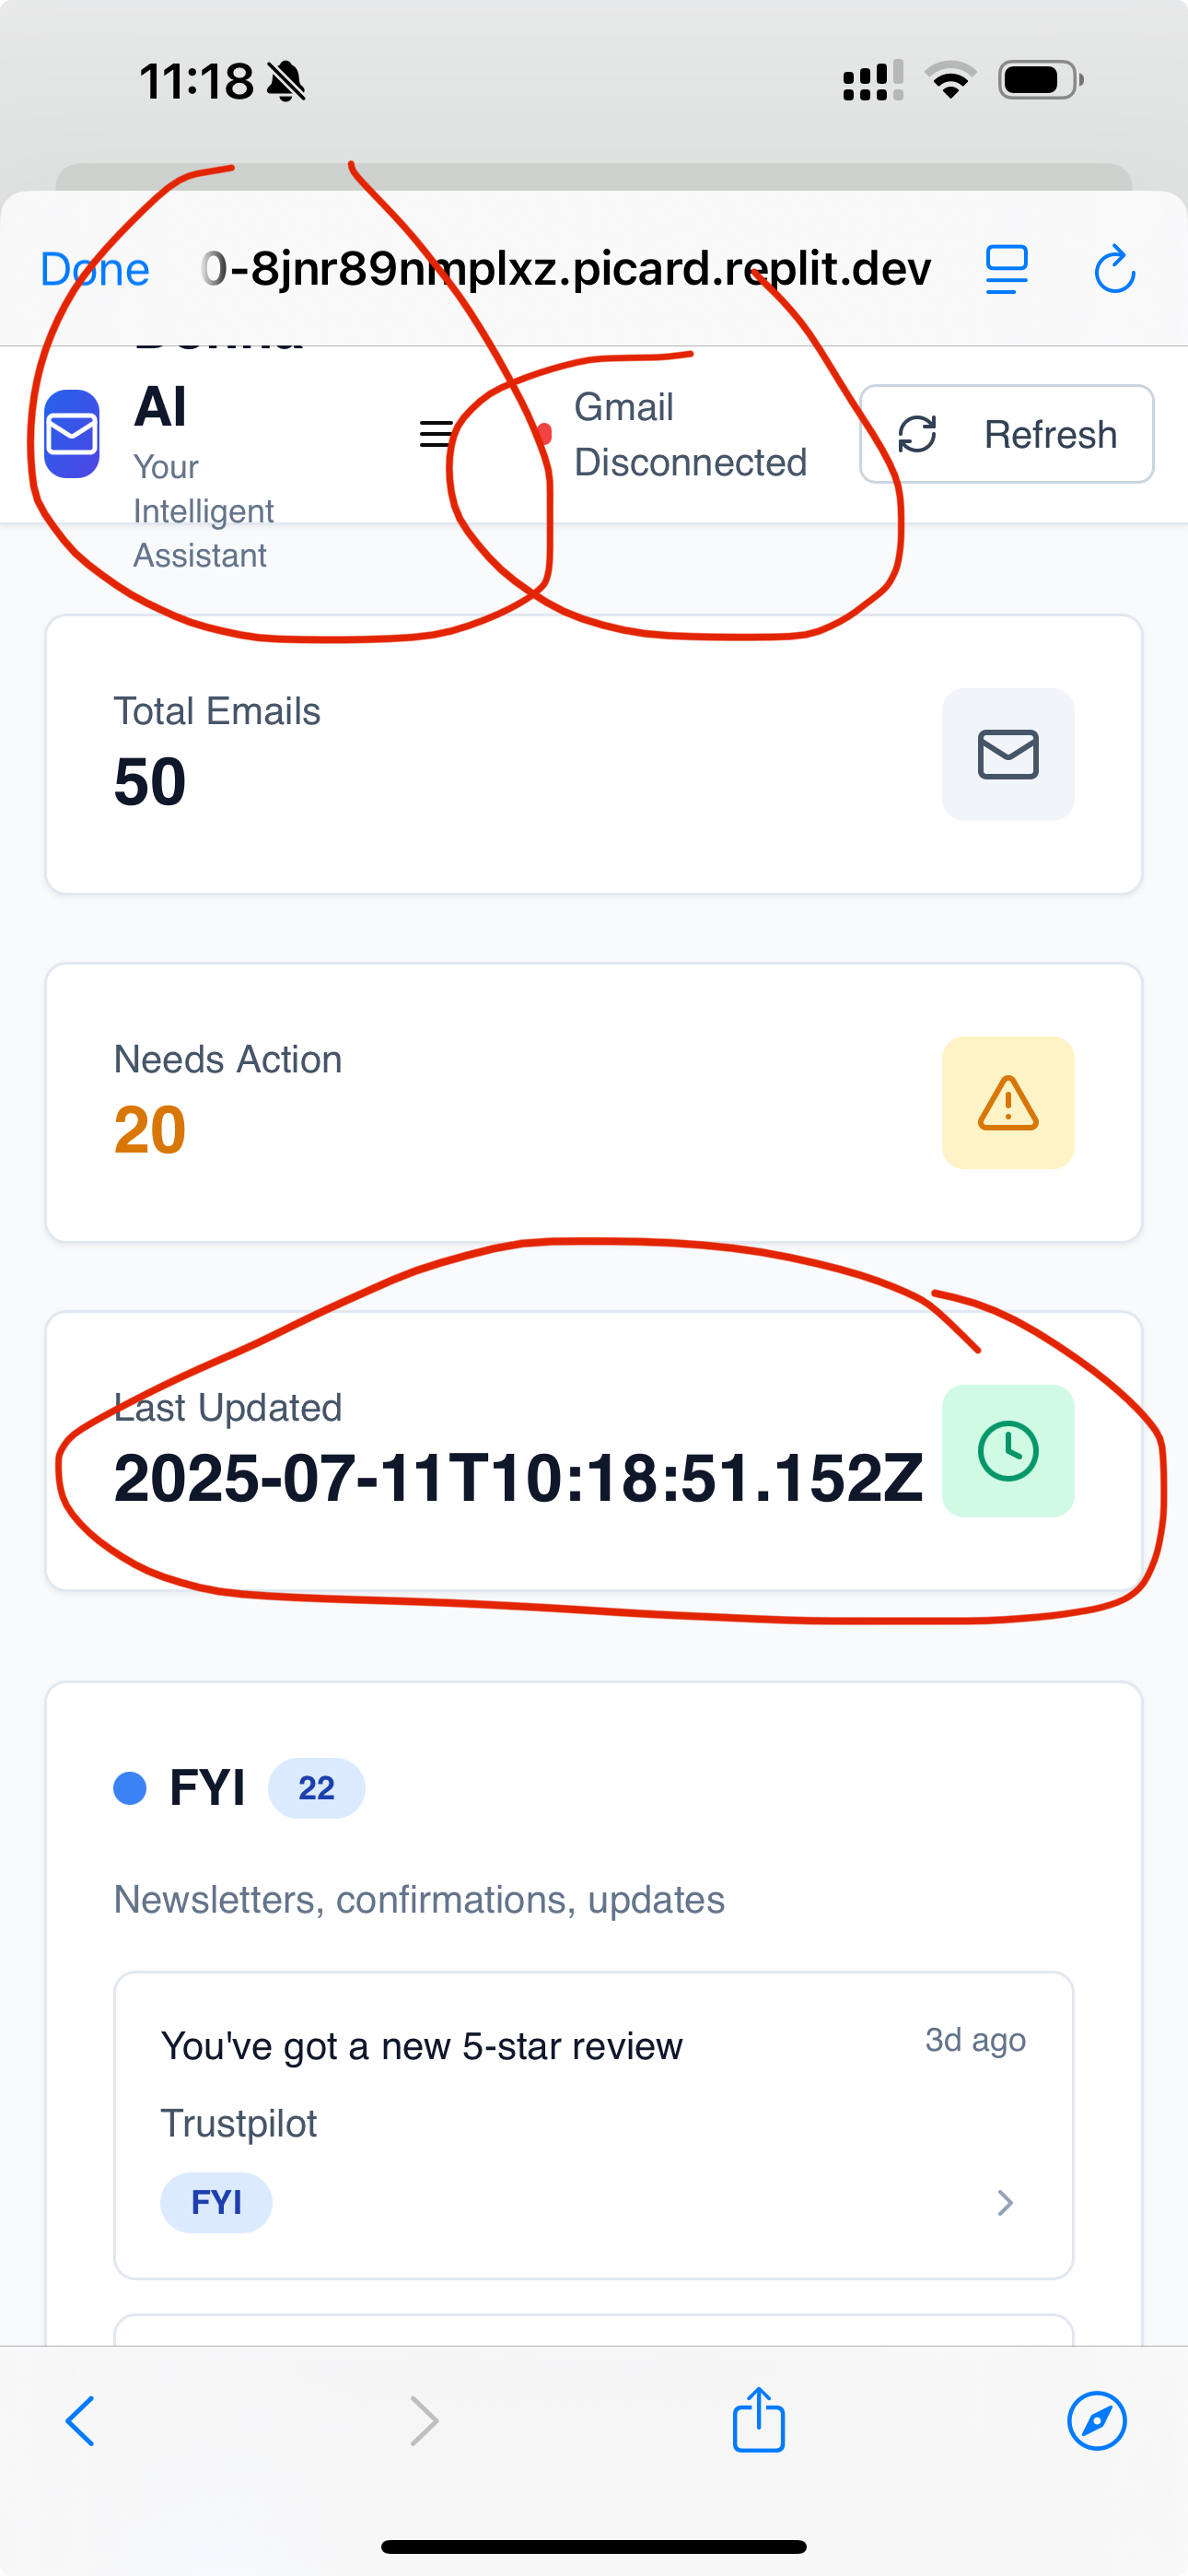 11:18
Done
0-8jnr89nmplxz.picard.replit.dev
AI
Your
Intelligent
Assistant
Gmail
Disconnected
Refresh
Total Emails
50
Needs Action
20
Last Updated
2025-07-11T10:18:51.152Z
FYI 22
Newsletters, confirmations, updates
You've got a new 5-star review
3d ago
Trustpilot
FYI